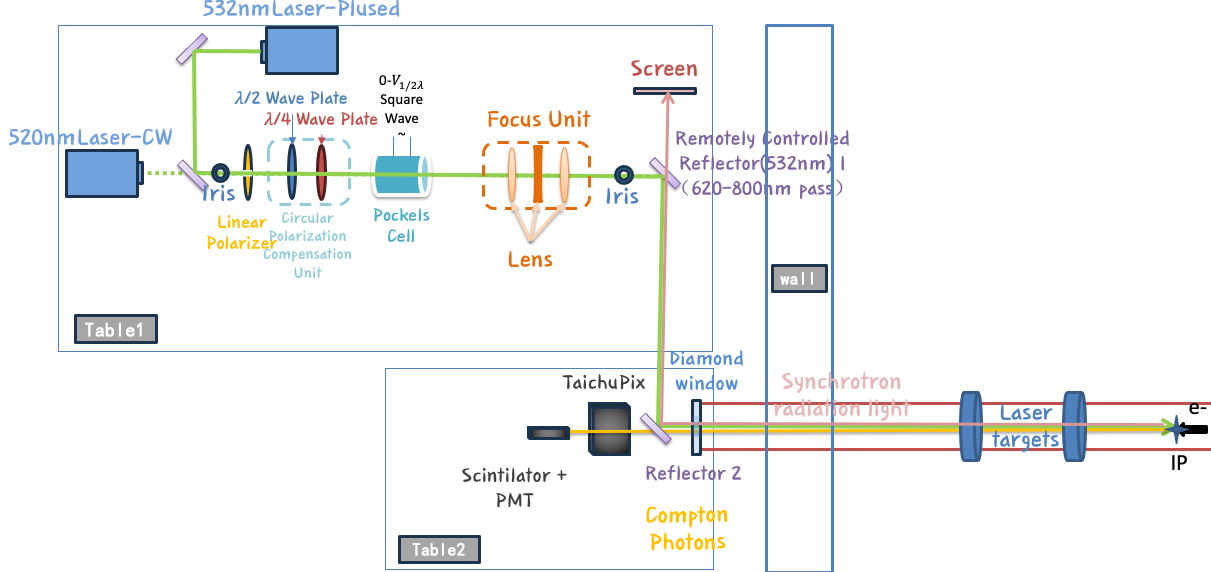 532nmLaser-Plused
520nmLaser-CW
λ/2 Wave Plate
λ/4 Wave Plate
0-V1/2λ
Square
Wave
~
Iris
Linear
Polarizer
Circular
Polarization
Compensation
Unit
Pockels
Cell
Focus Unit
Lens
Iris
Screen
Remotely Controlled
Reflector(532nm) 1
(620-800nm pass)
Table1
wall
Diamond
window
TaichuPix
Synchrotron
radiation light
Laser
targets
e-
IP
Scintilator +
PMT
Reflector 2
Compton
Photons
Table2